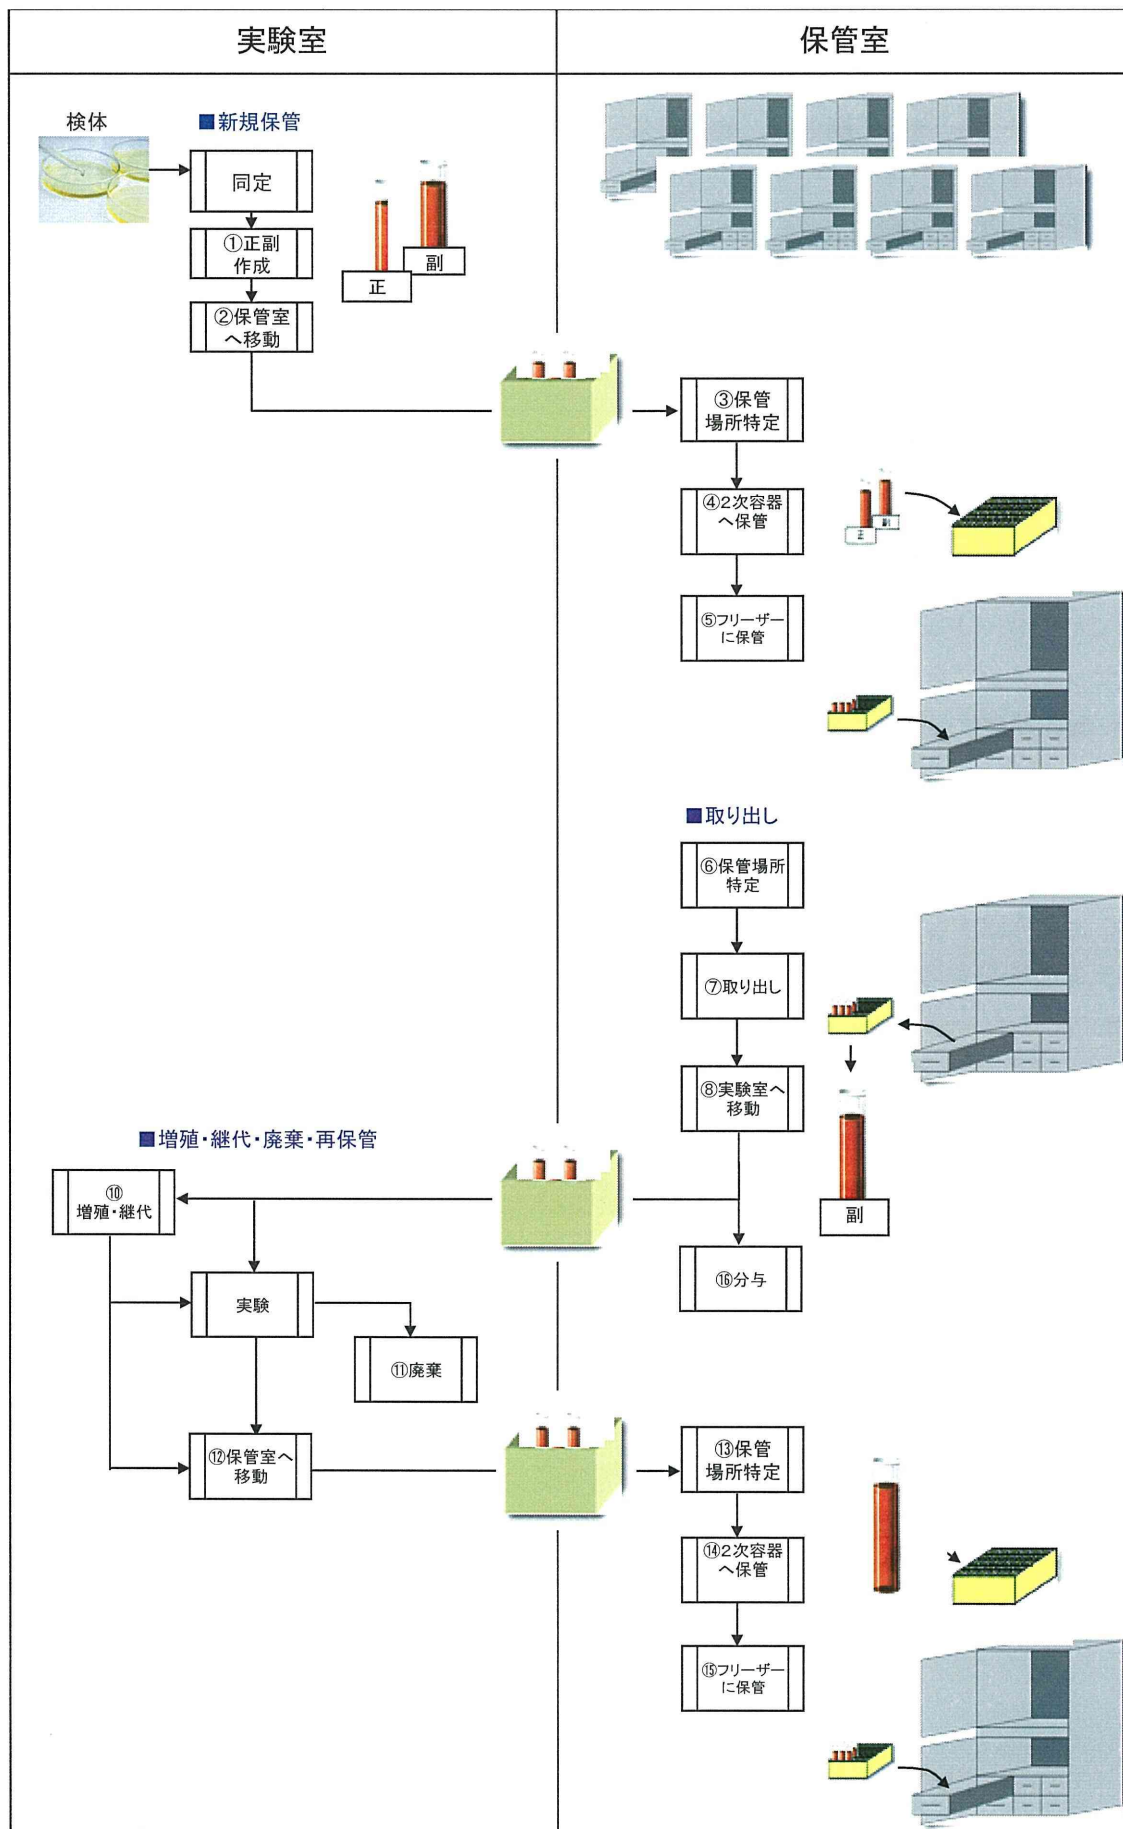 実験室
保管室
検体
■新規保管
同定
①正副
作成
②保管室
へ移動
正
副
③保管
場所特定
④2次容器
へ保管
正
副
⑤フリーザー
に保管
■取り出し
⑥保管場所
特定
⑦取り出し
⑧実験室へ
移動
副
■増殖・継代・廃棄・再保管
⑩
増殖・継代
実験
⑪廃棄
⑯分与
⑫保管室へ
移動
⑬保管
場所特定
⑭2次容器
へ保管
⑮フリーザー
に保管